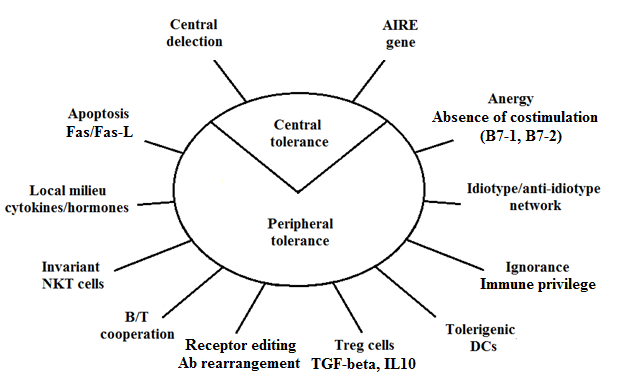 Central
delection
AIRE
gene
Apoptosis
Fas/Fas-L
Anergy
Absence of costimulation
(B7-1, B7-2)
Central
tolerance
Local milieu
cytokines/hormones
Idiotype/anti-idiotype
network
Peripheral
tolerance
Invariant
NKT cells
Ignorance
Immune privilege
B/T
cooperation
Receptor editing
Ab rearrangement
Treg cells
TGF-beta, IL10
Tolerigenic
DCs